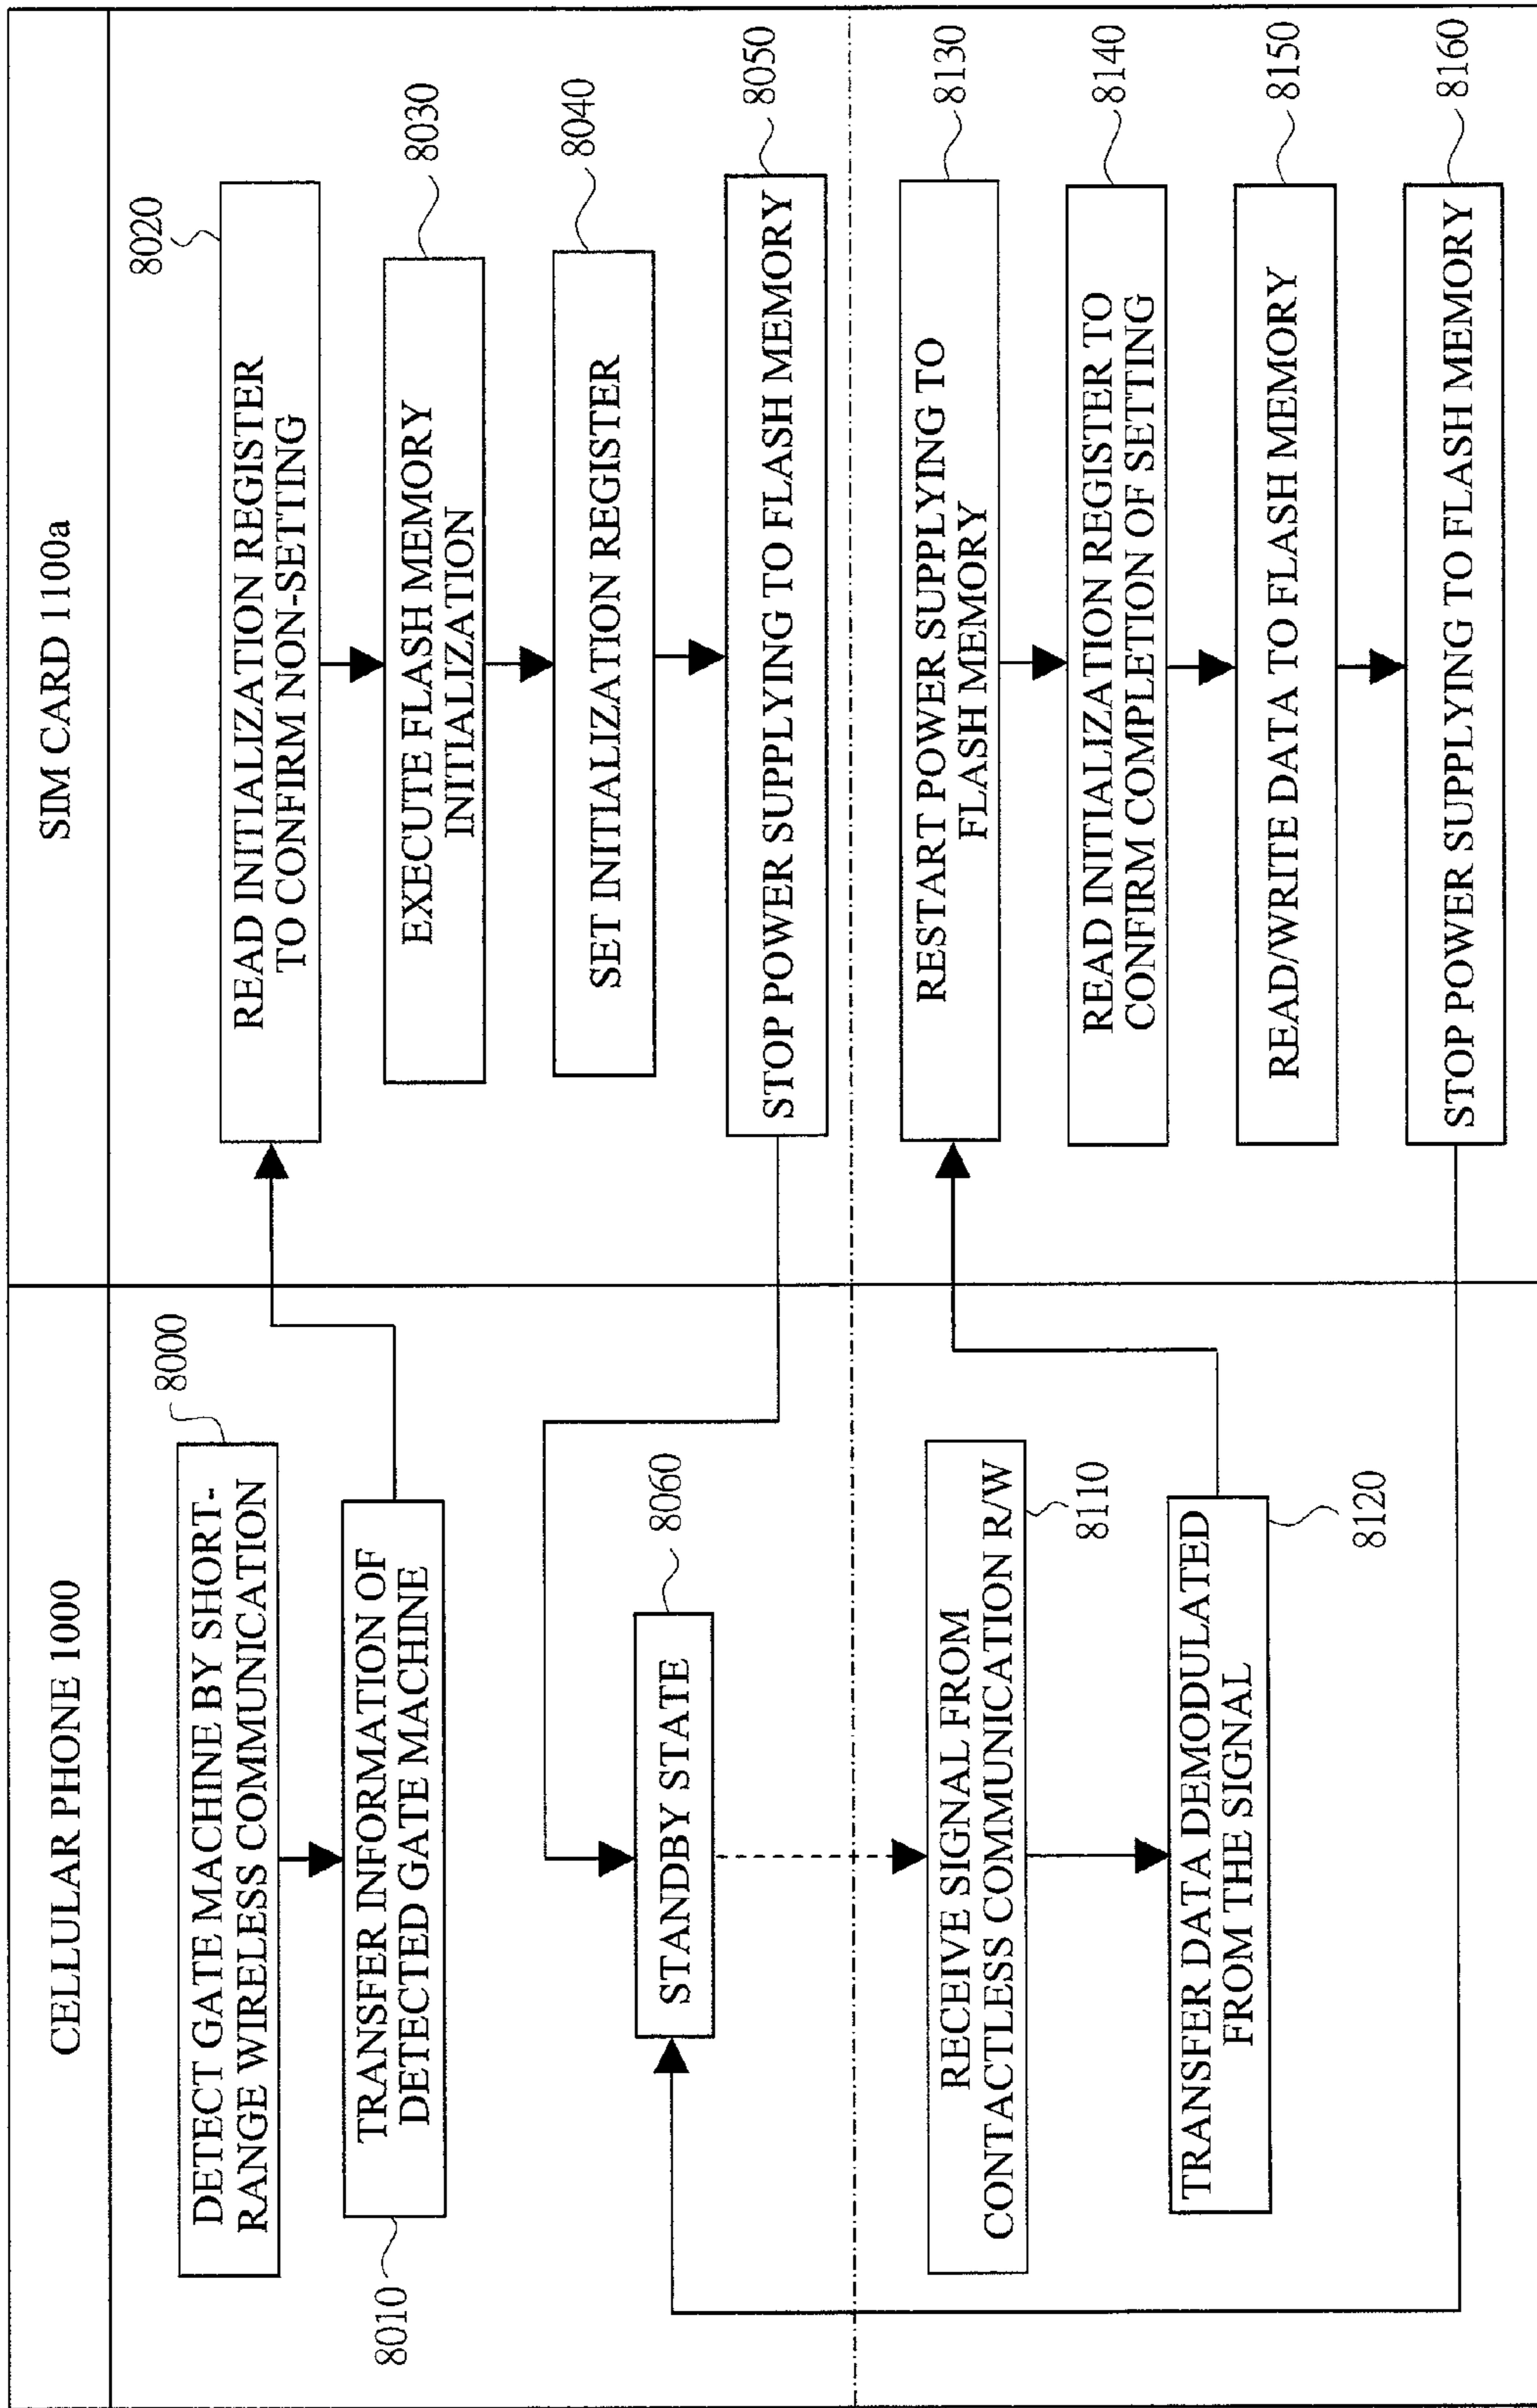 CELLULAR PHONE 1000
SIM CARD 1100a
8000
DETECT GATE MACHINE BY SHORT-
RANGE WIRELESS COMMUNICATION
TRANSFER INFORMATION OF
DETECTED GATE MACHINE
8010
8020
READ INITIALIZATION REGISTER
TO CONFIRM NON-SETTING
EXECUTE FLASH MEMORY
INITIALIZATION
8030
SET INITIALIZATION REGISTER
8040
STOP POWER SUPPLYING TO FLASH MEMORY
8050
STANDBY STATE
8060
RECEIVE SIGNAL FROM
CONTACTLESS COMMUNICATION R/W
8110
TRANSFER DATA DEMODULATED
FROM THE SIGNAL
8120
RESTART POWER SUPPLYING TO
FLASH MEMORY
8130
READ INITIALIZATION REGISTER TO
CONFIRM COMPLETION OF SETTING
8140
READ/WRITE DATA TO FLASH MEMORY
8150
STOP POWER SUPPLYING TO FLASH MEMORY
8160